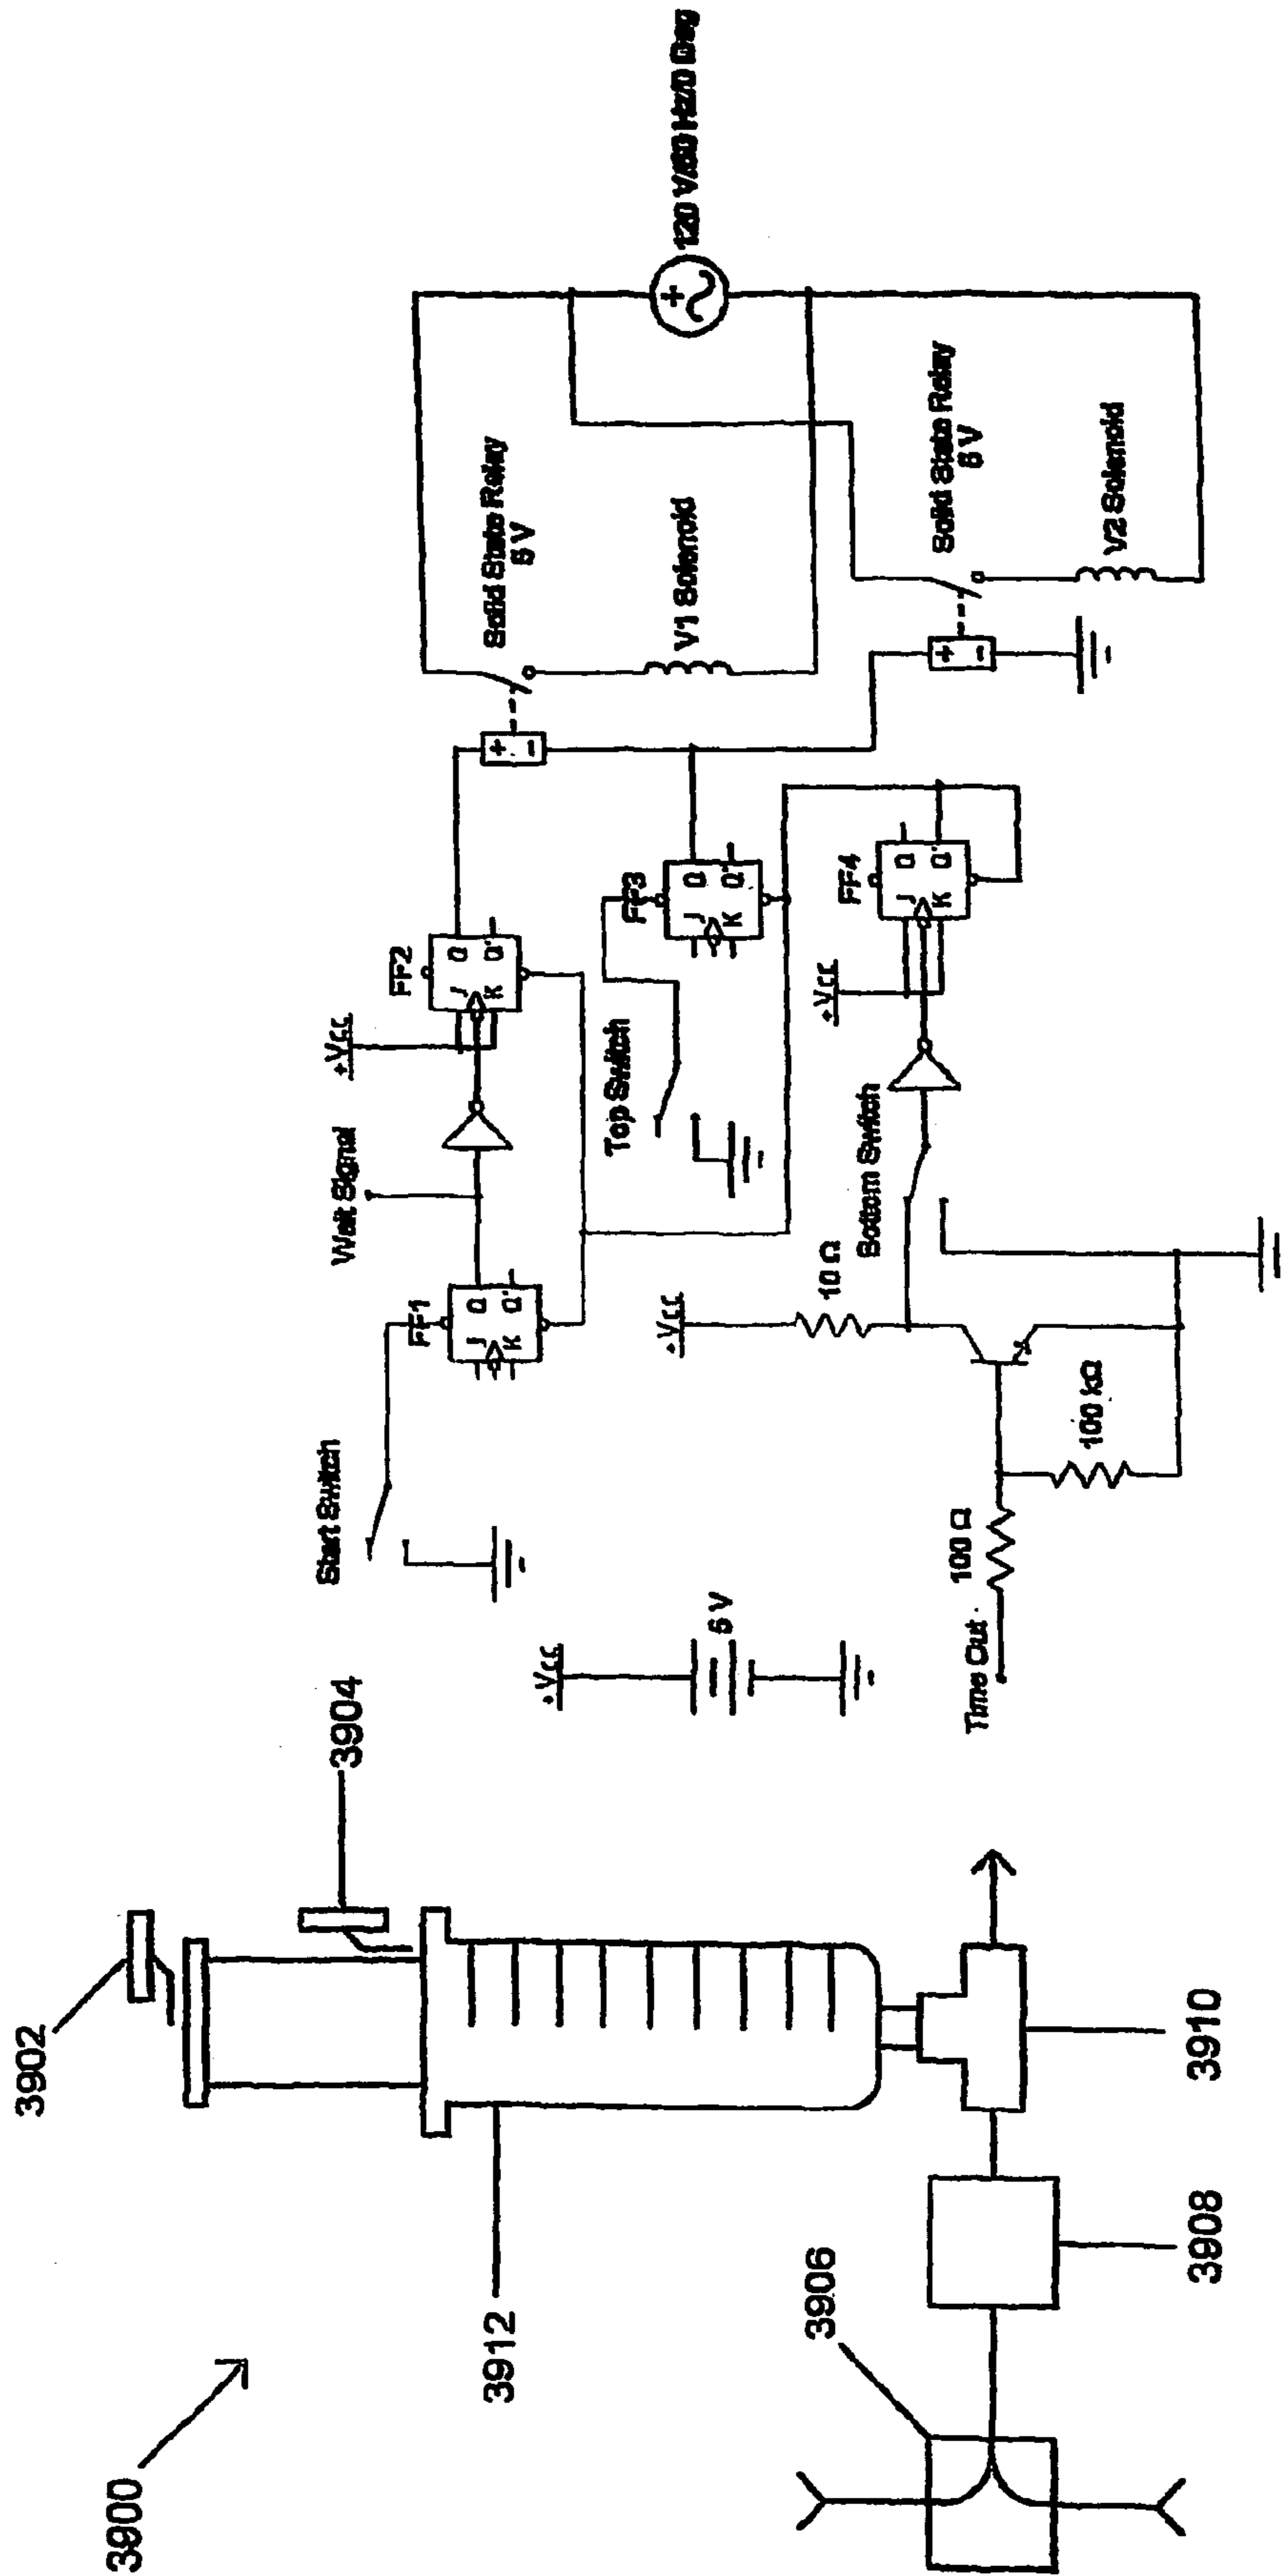 3900
3902
3904
3912
3906
3908
3910
Start Switch
FF1
J
Q
K
Q'
Wait Signal
+Vcc
FF2
J
Q
K
Q'
Top Switch
FF3
J
Q
K
Q'
+Vcc
FF4
J
Q
K
Q'
Bottom Switch
+Vcc
10 Ω
+Vcc
5 V
Time Out
100 Ω
100 kΩ
Solid State Relay
5 V
+
-
V1 Solenoid
Solid State Relay
5 V
+
-
V2 Solenoid
+
120 V/60 Hz/0 Deg